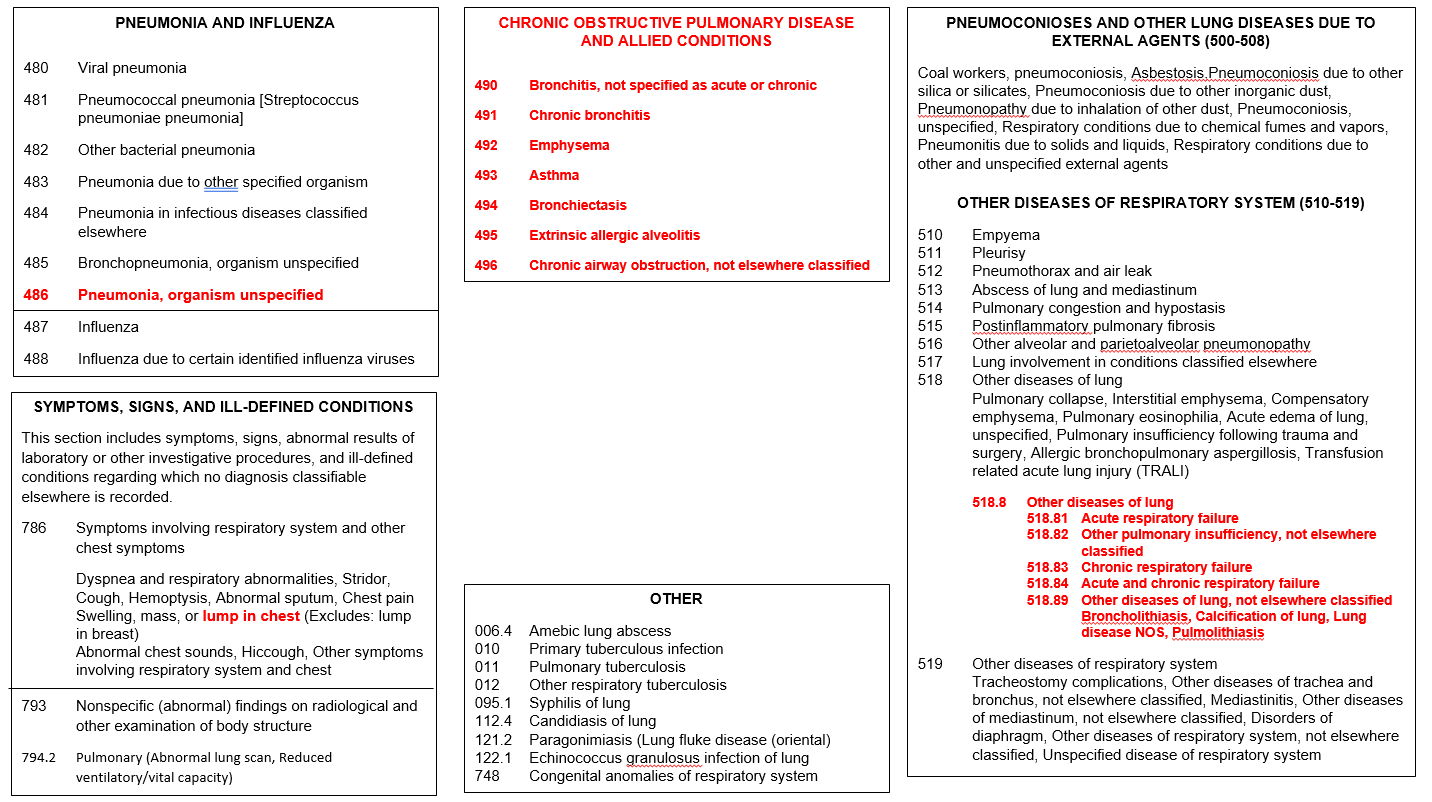 PNEUMONIA AND INFLUENZA
480 Viral pneumonia
481 Pneumococcal pneumonia [Streptococcus
pneumoniae pneumonia]
482 Other bacterial pneumonia
483 Pneumonia due to other specified organism
484 Pneumonia in infectious diseases classified
elsewhere
485 Bronchopneumonia, organism unspecified
486 Pneumonia, organism unspecified
487 Influenza
488 Influenza due to certain identified influenza viruses
SYMPTOMS, SIGNS, AND ILL-DEFINED CONDITIONS
This section includes symptoms, signs, abnormal results of
laboratory or other investigative procedures, and ill-defined
conditions regarding which no diagnosis classifiable
elsewhere is recorded.
786 Symptoms involving respiratory system and other
chest symptoms
Dyspnea and respiratory abnormalities, Stridor,
Cough, Hemoptysis, Abnormal sputum, Chest pain
Swelling, mass, or lump in chest (Excludes: lump
in breast)
Abnormal chest sounds, Hiccough, Other symptoms
involving respiratory system and chest
793 Nonspecific (abnormal) findings on radiological and
other examination of body structure
794.2 Pulmonary (Abnormal lung scan, Reduced
ventilatory/vital capacity)
CHRONIC OBSTRUCTIVE PULMONARY DISEASE
AND ALLIED CONDITIONS
490 Bronchitis, not specified as acute or chronic
491 Chronic bronchitis
492 Emphysema
493 Asthma
494 Bronchiectasis
495 Extrinsic allergic alveolitis
496 Chronic airway obstruction, not elsewhere classified
OTHER
006.4 Amebic lung abscess
010 Primary tuberculous infection
011 Pulmonary tuberculosis
012 Other respiratory tuberculosis
095.1 Syphilis of lung
112.4 Candidiasis of lung
121.2 Paragonimiasis (Lung fluke disease (oriental)
122.1 Echinococcus granulosus infection of lung
748 Congenital anomalies of respiratory system
PNEUMOCONIOSES AND OTHER LUNG DISEASES DUE TO
EXTERNAL AGENTS (500-508)
Coal workers, pneumoconiosis, Asbestosis,Pneumoconiosis due to other
silica or silicates, Pneumoconiosis due to other inorganic dust,
Pneumonopathy due to inhalation of other dust, Pneumoconiosis,
unspecified, Respiratory conditions due to chemical fumes and vapors,
Pneumonitis due to solids and liquids, Respiratory conditions due to
other and unspecified external agents
OTHER DISEASES OF RESPIRATORY SYSTEM (510-519)
510 Empyema
511 Pleurisy
512 Pneumothorax and air leak
513 Abscess of lung and mediastinum
514 Pulmonary congestion and hypostasis
515 Postinflammatory pulmonary fibrosis
516 Other alveolar and parietoalveolar pneumonopathy
517 Lung involvement in conditions classified elsewhere
518 Other diseases of lung
Pulmonary collapse, Interstitial emphysema, Compensatory
emphysema, Pulmonary eosinophilia, Acute edema of lung,
unspecified, Pulmonary insufficiency following trauma and
surgery, Allergic bronchopulmonary aspergillosis, Transfusion
related acute lung injury (TRALI)
518.8 Other diseases of lung
518.81 Acute respiratory failure
518.82 Other pulmonary insufficiency, not elsewhere
classified
518.83 Chronic respiratory failure
518.84 Acute and chronic respiratory failure
518.89 Other diseases of lung, not elsewhere classified
Broncholithiasis, Calcification of lung, Lung
disease NOS, Pulmolithiasis
519 Other diseases of respiratory system
Tracheostomy complications, Other diseases of trachea and
bronchus, not elsewhere classified, Mediastinitis, Other diseases
of mediastinum, not elsewhere classified, Disorders of
diaphragm, Other diseases of respiratory system, not elsewhere
classified, Unspecified disease of respiratory system